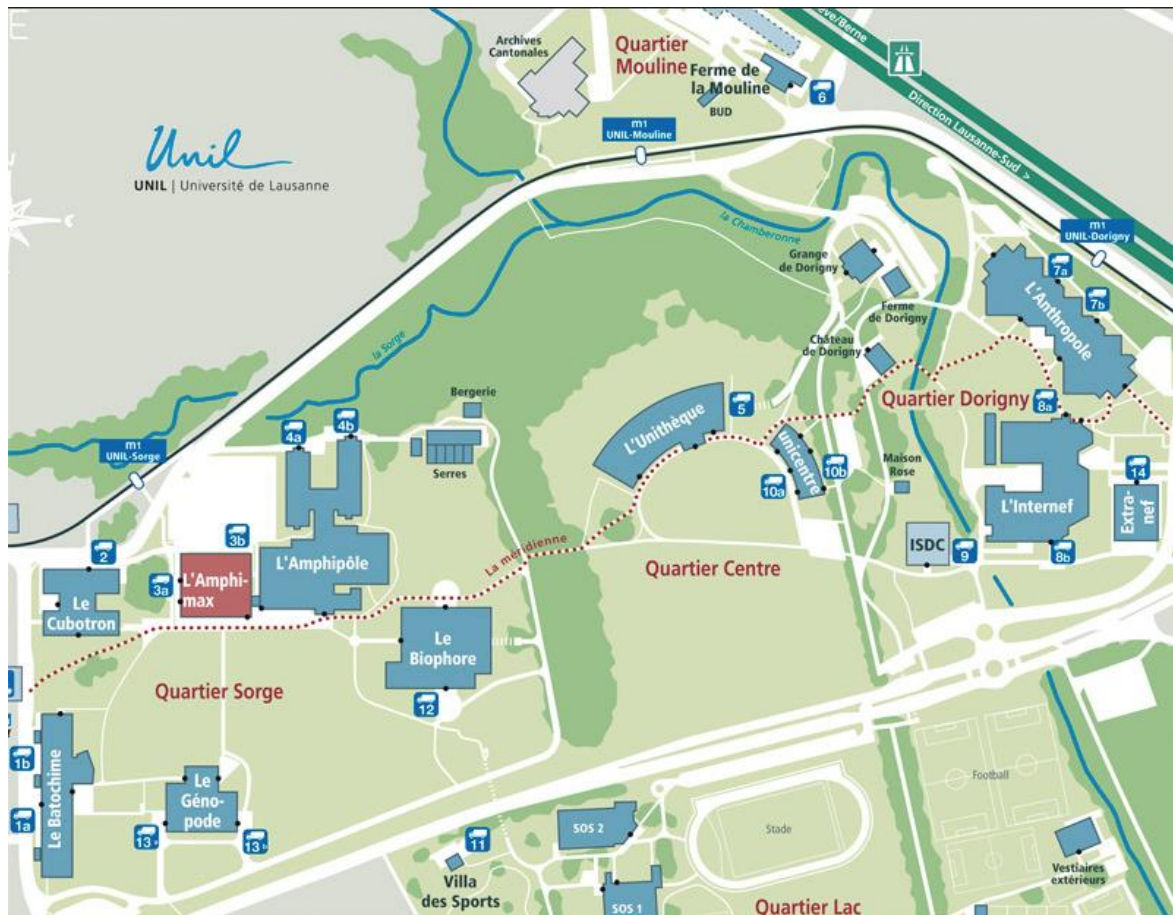 Archives
Cantonales
Quartier
Mouline
Ferme de
la Mouline
6
BUD
ève/Berne
Direction Lausanne-Sud >
m1
UNIL-Mouline
Unil
UNIL | Université de Lausanne
la Chamberonne
m1
UNIL-Dorigny
Grange
de Dorigny
7a
7b
L'Anthropole
Ferme
de Dorigny
la Sorge
Château
de Dorigny
Bergerie
Quartier Dorigny
5
8a
L'Unithèque
4a
4b
unicentre
m1
UNIL-Sorge
Serres
Maison
Rose
10a
10b
14
L'Internef
Extra-
nef
2
3b
L'Amphipôle
La méridienne
ISDC
9
8b
3a
L'Amphi-
max
Quartier Centre
Le
Cubotron
Le
Biophore
Quartier Sorge
12
1b
Le Batochime
Le
Géno-
pode
Football
1a
13 a
13 b
11
SOS 2
Stade
Villa
des Sports
Vestiaires
extérieurs
SOS 1
Quartier Lac